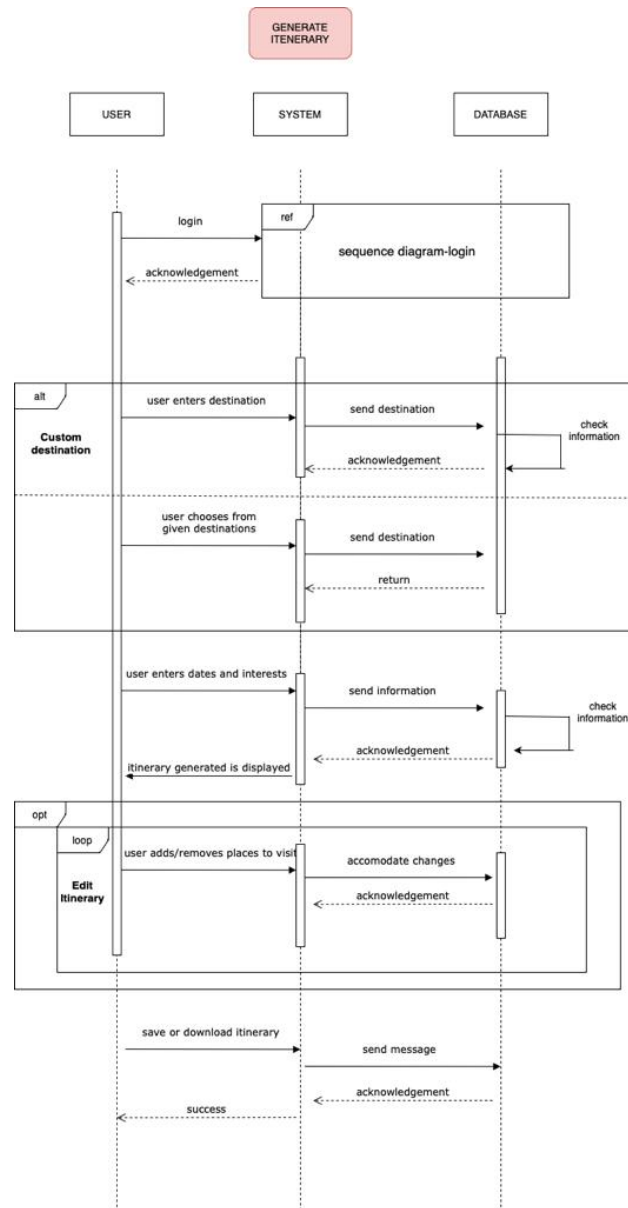 GENERATE
ITENERARY
USER
SYSTEM
DATABASE
login
ref
sequence diagram-login
acknowledgement
alt
user enters destination
send destination
check
information
Custom
destination
acknowledgement
user chooses from
given destinations
send destination
return
user enters dates and interests
send information
check
information
acknowledgement
itinerary generated is displayed
opt
loop
user adds/removes places to visit
accomodate changes
Edit
Itinerary
acknowledgement
save or download itinerary
send message
acknowledgement
success